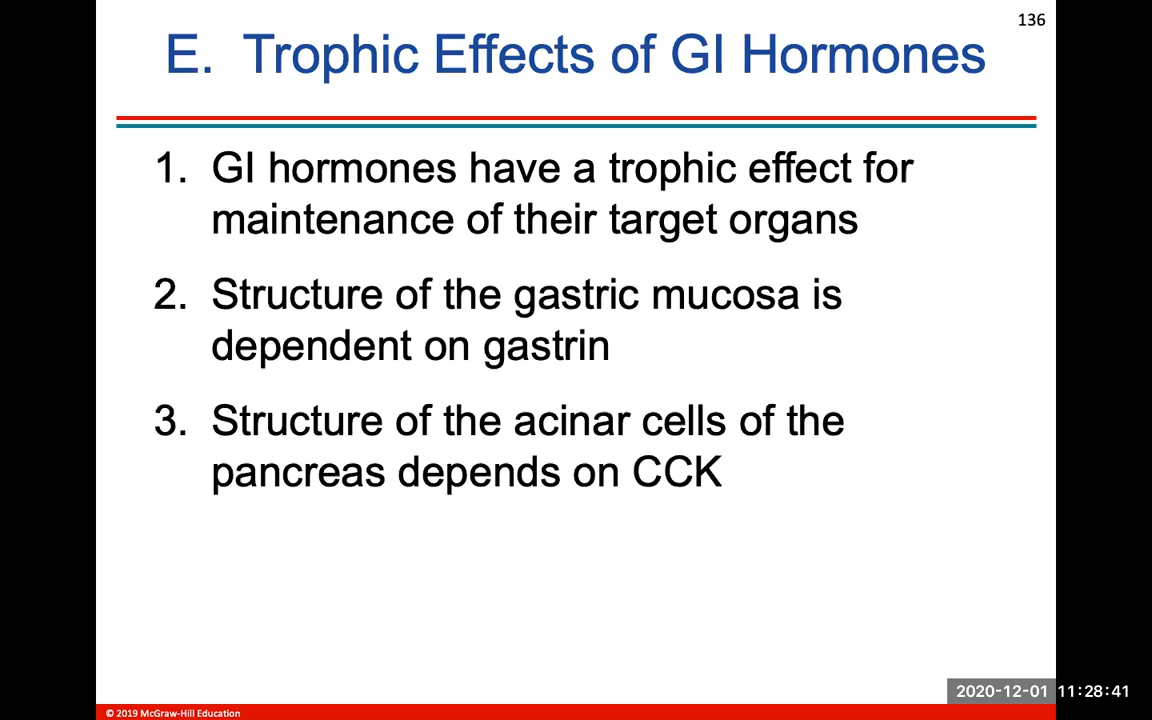 136
E. Trophic Effects of GI Hormones
1. GI hormones have a trophic effect for
maintenance of their target organs
2. Structure of the gastric mucosa is
dependent on gastrin
3. Structure of the acinar cells of the
pancreas depends on CCK
2020-12-01 11:28:41
© 2019 McGraw-Hill Education